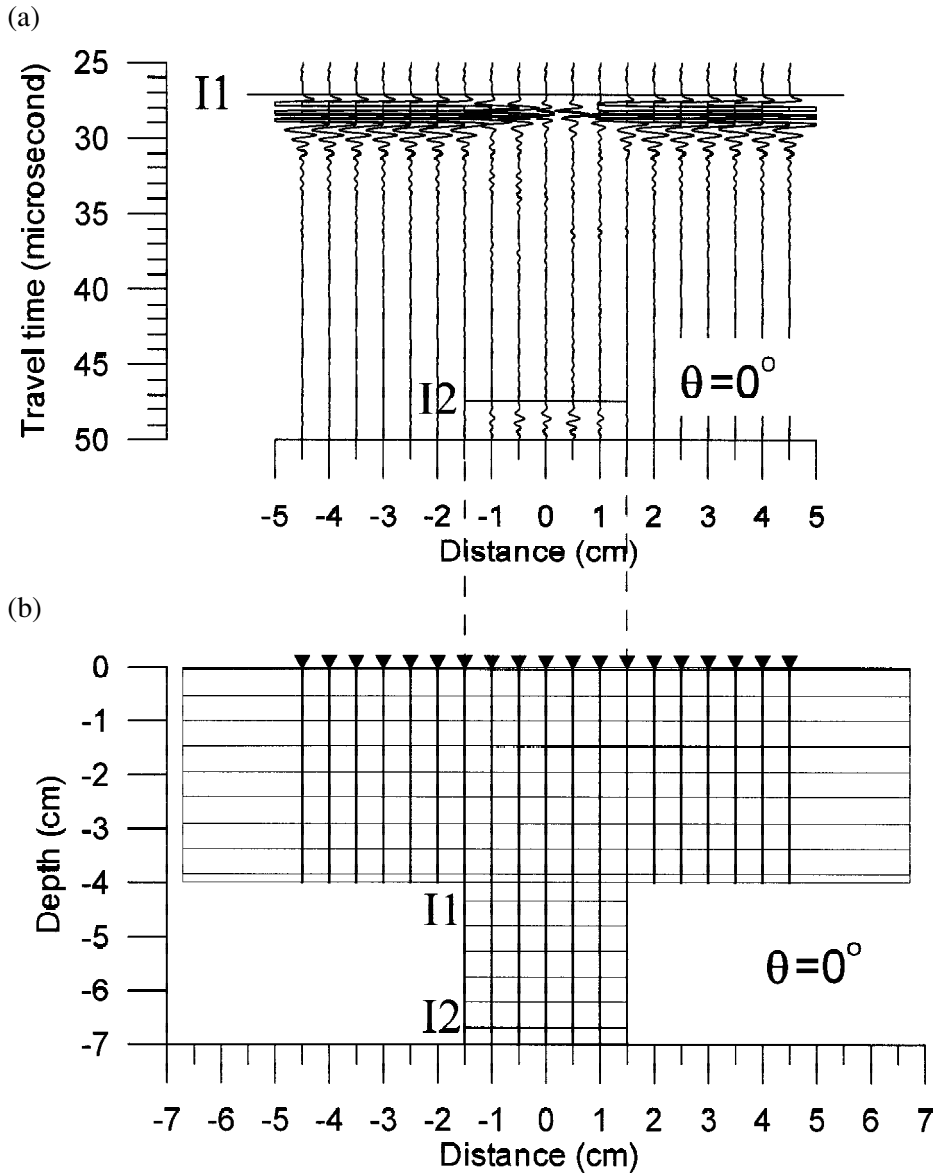 (a)
Travel time (microsecond)
25
30
35
40
45
50
I1
I2
θ=0°
-5 -4 -3 -2 -1 0 1 2 3 4 5
Distance (cm)
(b)
Depth (cm)
0
-1
-2
-3
-4
-5
-6
-7
I1
I2
θ=0°
-7 -6 -5 -4 -3 -2 -1 0 1 2 3 4 5 6 7
Distance (cm)